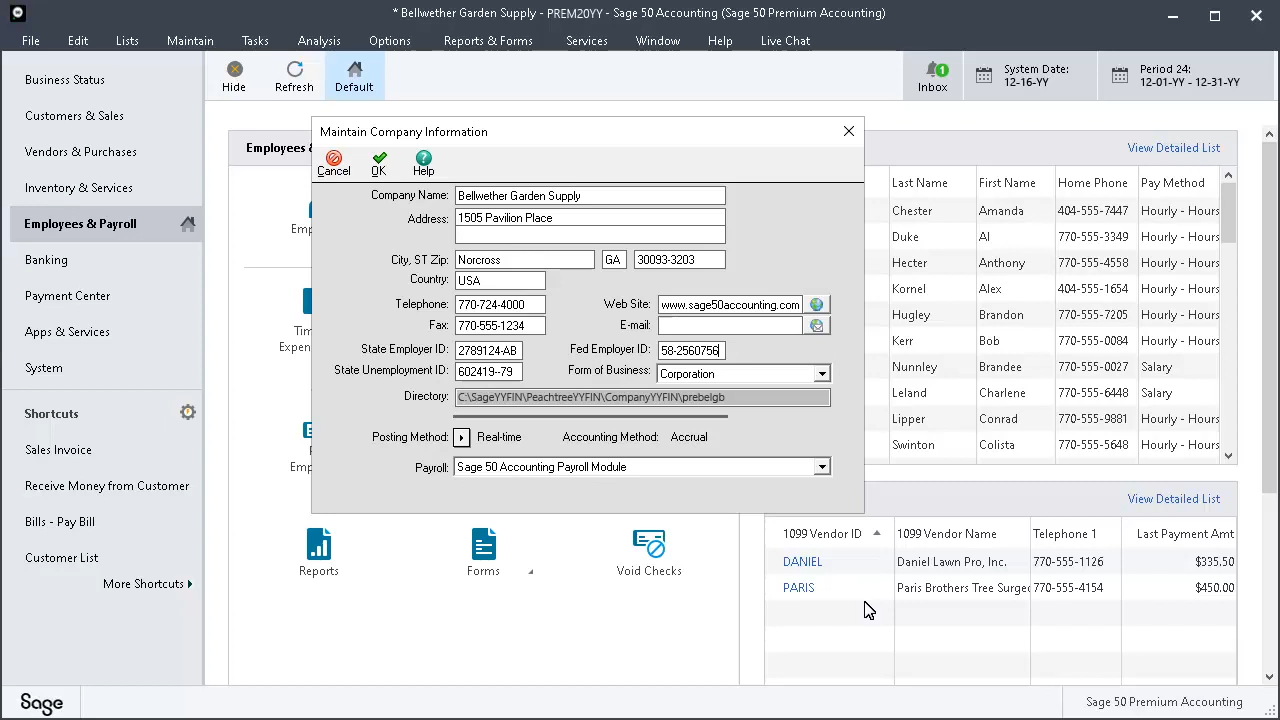 * Bellwether Garden Supply - PREM20YY - Sage 50 Accounting (Sage 50 Premium Accounting)
File Edit Lists Maintain Tasks Analysis Options Reports & Forms Services Window Help Live Chat
Business Status
Customers & Sales
Vendors & Purchases
Inventory & Services
Employees & Payroll
Banking
Payment Center
Apps & Services
System
Shortcuts
Sales Invoice
Receive Money from Customer
Bills - Pay Bill
Customer List
More Shortcuts
Hide Refresh Default
Inbox 1
System Date:
12-16-YY
Period 24:
12-01-YY - 12-31-YY
Employees &
Maintain Company Information
Cancel OK Help
Company Name: Bellwether Garden Supply
Address: 1505 Pavilion Place
City, ST Zip: Norcross GA 30093-3203
Country: USA
Telephone: 770-724-4000 Web Site: www.sage50accounting.com
Fax: 770-555-1234 E-mail:
State Employer ID: 2789124-AB Fed Employer ID: 58-2560756
State Unemployment ID: 602419--79 Form of Business: Corporation
Directory: C:\SageYYFIN\PeachtreeYYFIN\CompanyYYFIN\prebelgb
Posting Method: Real-time Accounting Method: Accrual
Payroll: Sage 50 Accounting Payroll Module
Reports Forms Void Checks
View Detailed List
Last Name First Name Home Phone Pay Method
Chester Amanda 404-555-7447 Hourly - Hours
Duke Al 770-555-3349 Hourly - Hours
Hecter Anthony 770-555-4558 Hourly - Hours
Kornel Alex 404-555-1654 Hourly - Hours
Hugley Brandon 770-555-7205 Hourly - Hours
Kerr Bob 770-555-0084 Hourly - Hours
Nunnley Brandee 770-555-0027 Salary
Leland Charlene 770-555-6448 Salary
Lipper Conrad 770-555-9881 Hourly - Hours
Swinton Colista 770-555-5648 Hourly - Hours
View Detailed List
1099 Vendor ID 1099 Vendor Name Telephone 1 Last Payment Amt
DANIEL Daniel Lawn Pro, Inc. 770-555-1126 $335.50
PARIS Paris Brothers Tree Surge 770-555-4154 $450.00
Sage
Sage 50 Premium Accounting